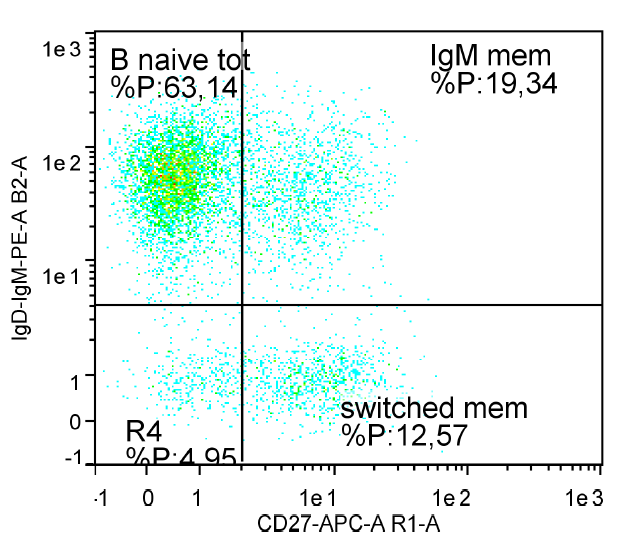 1e3
B naive tot
%P:63,14
IgM mem
%P:19,34
1e2
1e1
1
0
-1
IgD-IgM-PE-A B2-A
switched mem
%P:12,57
R4
%P:4,95
-1 0 1 1e1 1e2 1e3
CD27-APC-A R1-A